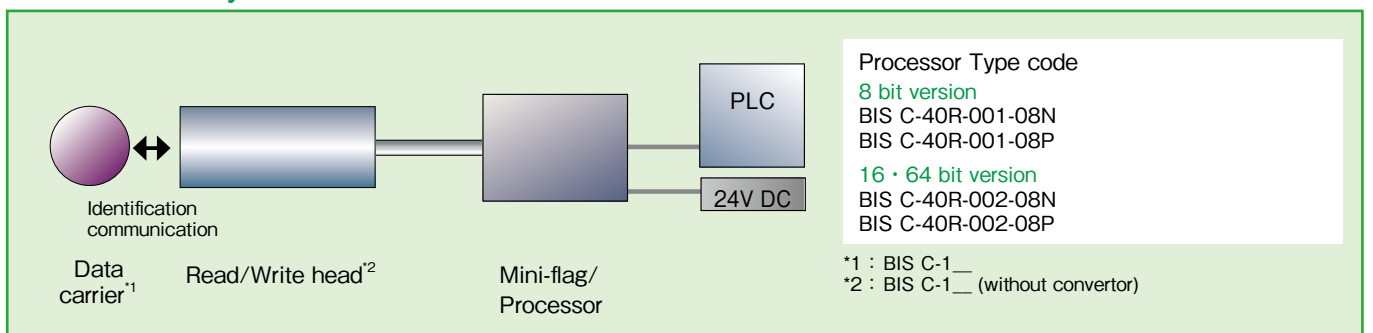 PLC
24V DC
Identification
communication
Data
carrier*1
Read/Write head*2
Mini-flag/
Processor
Processor Type code
8 bit version
BIS C-40R-001-08N
BIS C-40R-001-08P
16・64 bit version
BIS C-40R-002-08N
BIS C-40R-002-08P
*1：BIS C-1__
*2：BIS C-1__ (without convertor)